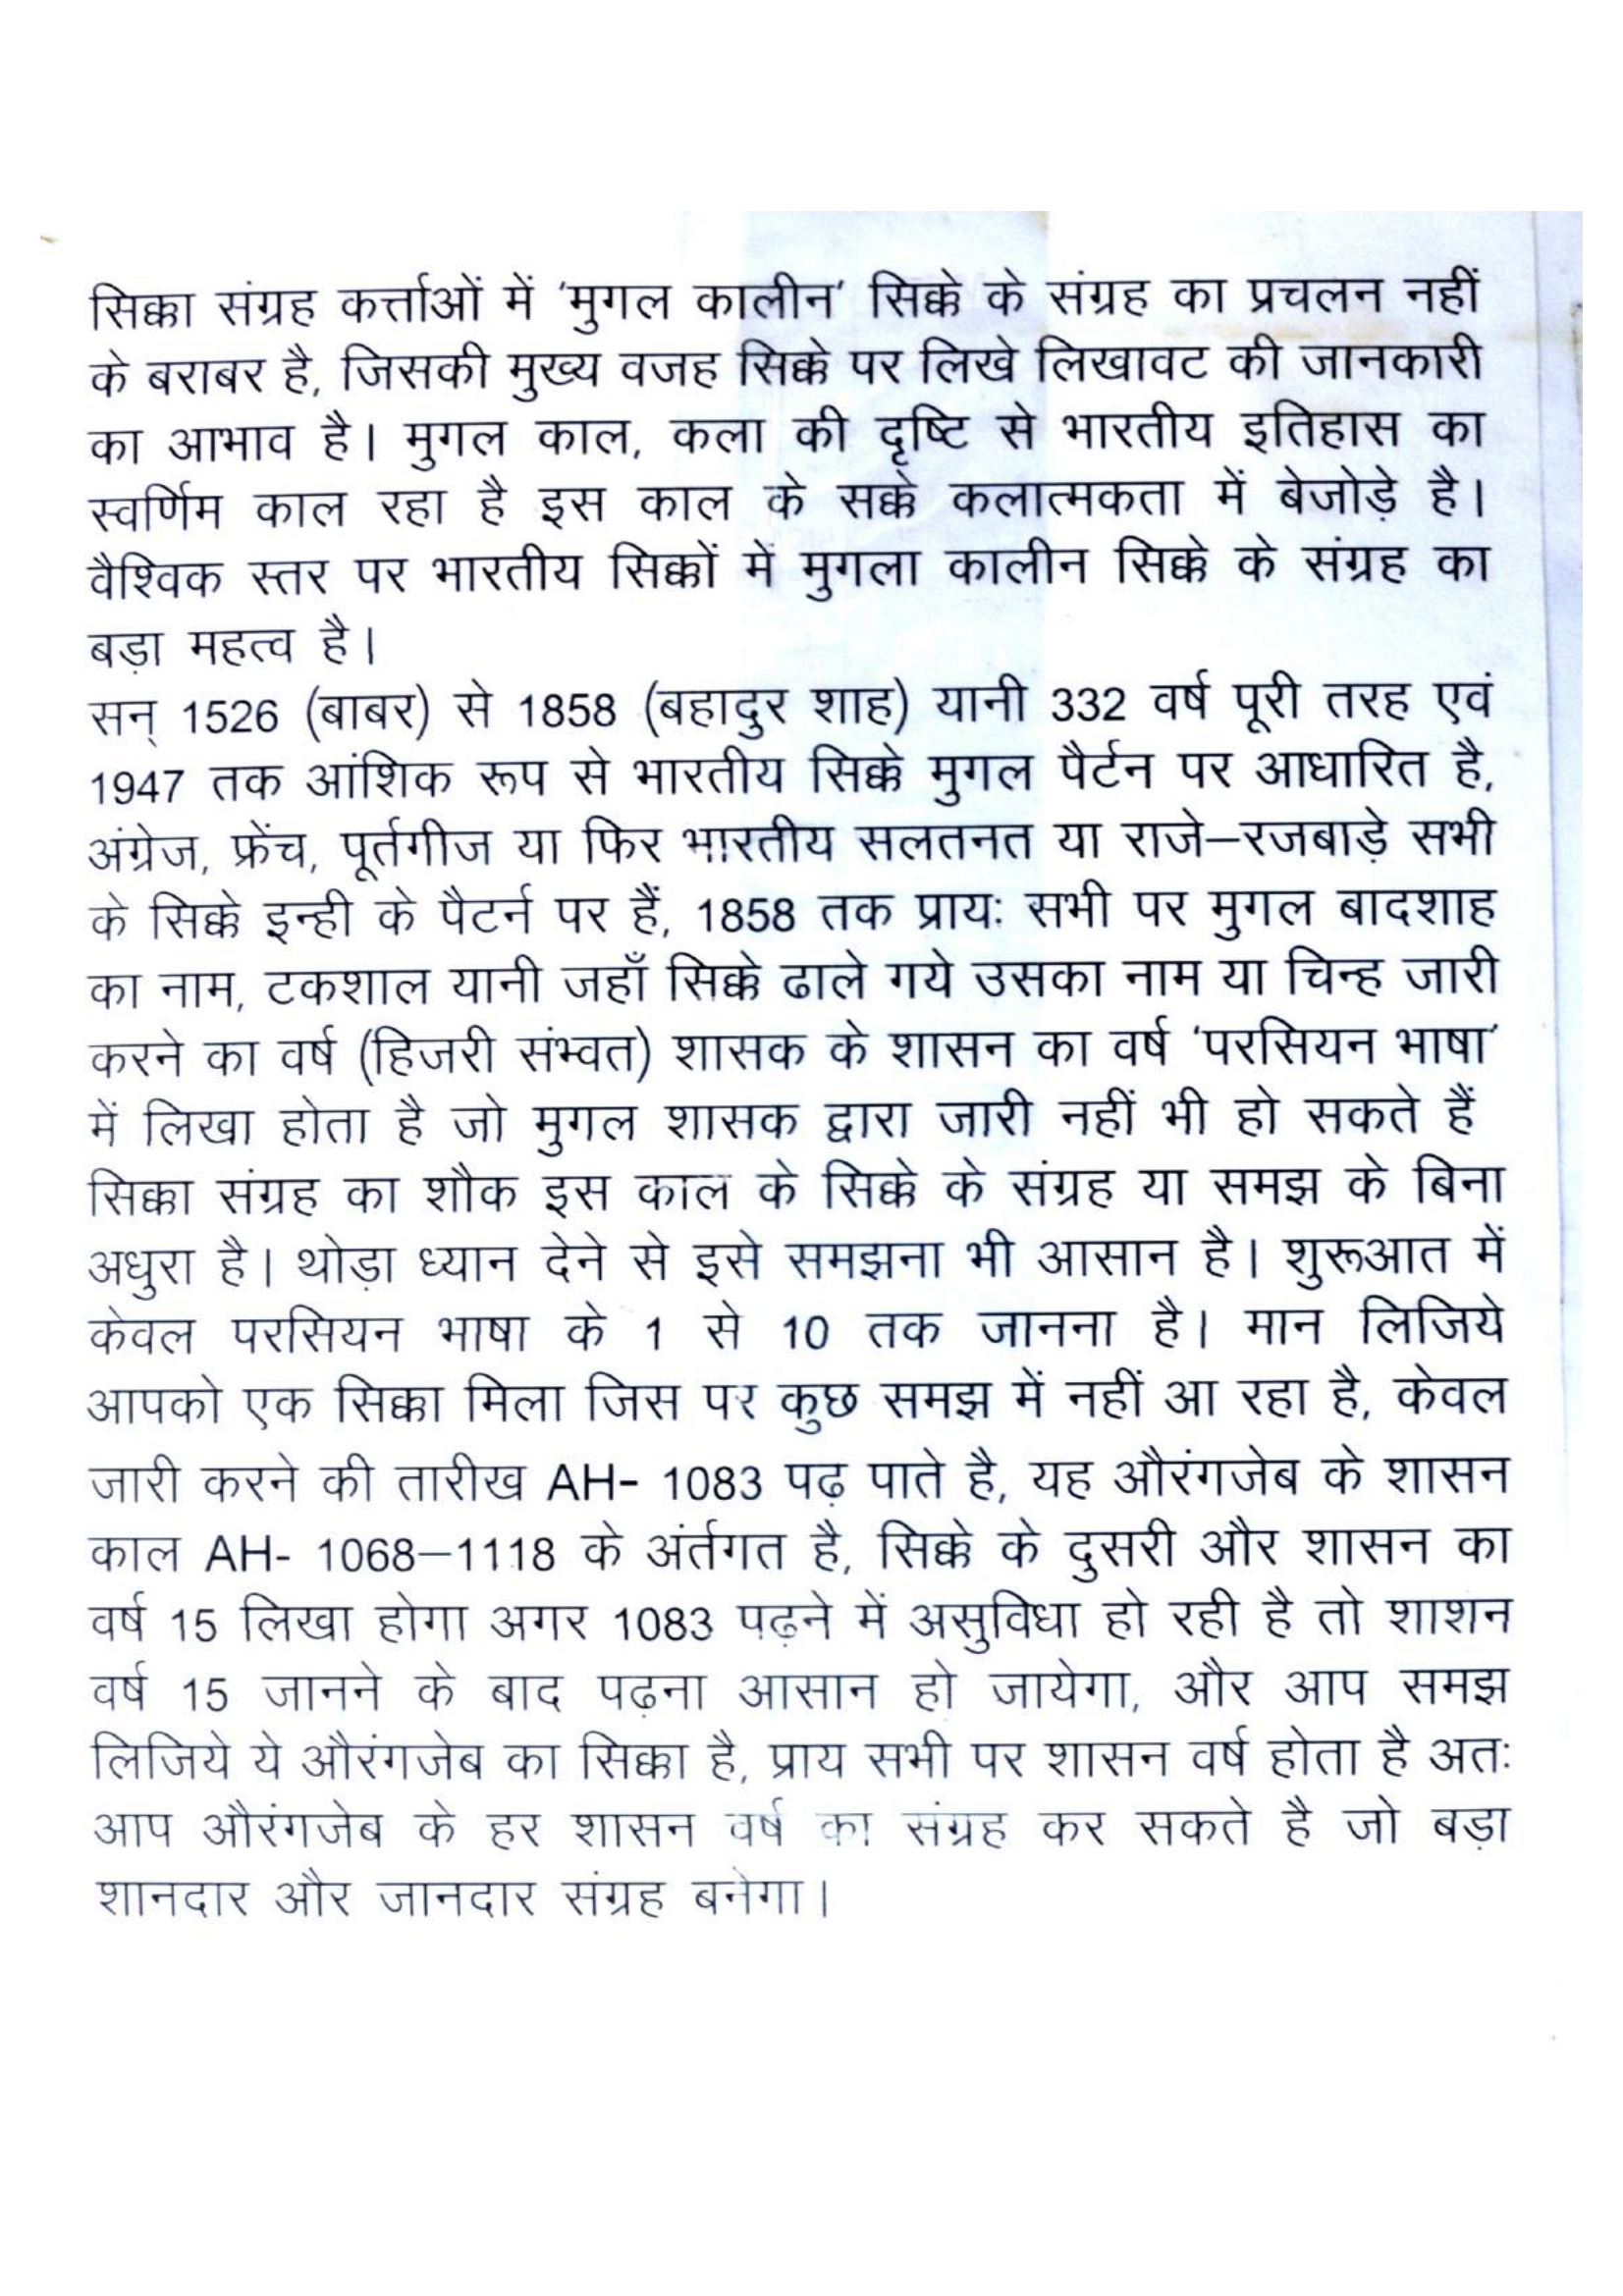 सिक्का संग्रह कर्त्ताओं में 'मुगल कालीन' सिक्के के संग्रह का प्रचलन नहीं
के बराबर है, जिसकी मुख्य वजह सिक्के पर लिखे लिखावट की जानकारी
का आभाव है। मुगल काल, कला की दृष्टि से भारतीय इतिहास का
स्वर्णिम काल रहा है इस काल के सक्के कलात्मकता में बेजोड़े है।
वैश्विक स्तर पर भारतीय सिक्कों में मुगला कालीन सिक्के के संग्रह का
बड़ा महत्व है।
सन् 1526 (बाबर) से 1858 (बहादुर शाह) यानी 332 वर्ष पूरी तरह एवं
1947 तक आंशिक रूप से भारतीय सिक्के मुगल पैर्टन पर आधारित है,
अंग्रेज, फ्रेंच, पूर्तगीज या फिर भारतीय सलतनत या राजे–रजबाड़े सभी
के सिक्के इन्ही के पैटर्न पर हैं, 1858 तक प्रायः सभी पर मुगल बादशाह
का नाम, टकशाल यानी जहाँ सिक्के ढाले गये उसका नाम या चिन्ह जारी
करने का वर्ष (हिजरी संम्वत) शासक के शासन का वर्ष 'परसियन भाषा'
में लिखा होता है जो मुगल शासक द्वारा जारी नहीं भी हो सकते हैं
सिक्का संग्रह का शौक इस काल के सिक्के के संग्रह या समझ के बिना
अधुरा है। थोड़ा ध्यान देने से इसे समझना भी आसान है। शुरूआत में
केवल परसियन भाषा के 1 से 10 तक जानना है। मान लिजिये
आपको एक सिक्का मिला जिस पर कुछ समझ में नहीं आ रहा है, केवल
जारी करने की तारीख AH- 1083 पढ़ पाते है, यह औरंगजेब के शासन
काल AH- 1068–1118 के अंर्तगत है, सिक्के के दुसरी और शासन का
वर्ष 15 लिखा होगा अगर 1083 पढ़ने में असुविधा हो रही है तो शाशन
वर्ष 15 जानने के बाद पढ़ना आसान हो जायेगा, और आप समझ
लिजिये ये औरंगजेब का सिक्का है, प्राय सभी पर शासन वर्ष होता है अतः
आप औरंगजेब के हर शासन वर्ष का संग्रह कर सकते है जो बड़ा
शानदार और जानदार संग्रह बनेगा।